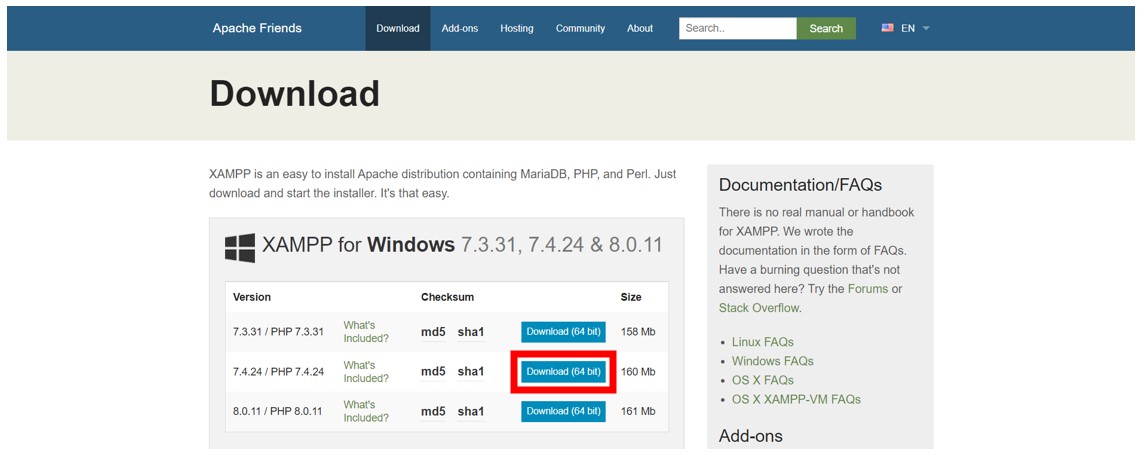 Apache Friends Download Add-ons Hosting Community About Search.. Search EN
Download
XAMPP is an easy to install Apache distribution containing MariaDB, PHP, and Perl. Just
download and start the installer. It's that easy.
XAMPP for Windows 7.3.31, 7.4.24 & 8.0.11
Version Checksum Size
7.3.31 / PHP 7.3.31 What's Included? md5 sha1 Download (64 bit) 158 Mb
7.4.24 / PHP 7.4.24 What's Included? md5 sha1 Download (64 bit) 160 Mb
8.0.11 / PHP 8.0.11 What's Included? md5 sha1 Download (64 bit) 161 Mb
Documentation/FAQs
There is no real manual or handbook
for XAMPP. We wrote the
documentation in the form of FAQs.
Have a burning question that's not
answered here? Try the Forums or
Stack Overflow.
Linux FAQs
Windows FAQs
OS X FAQs
OS X XAMPP-VM FAQs
Add-ons